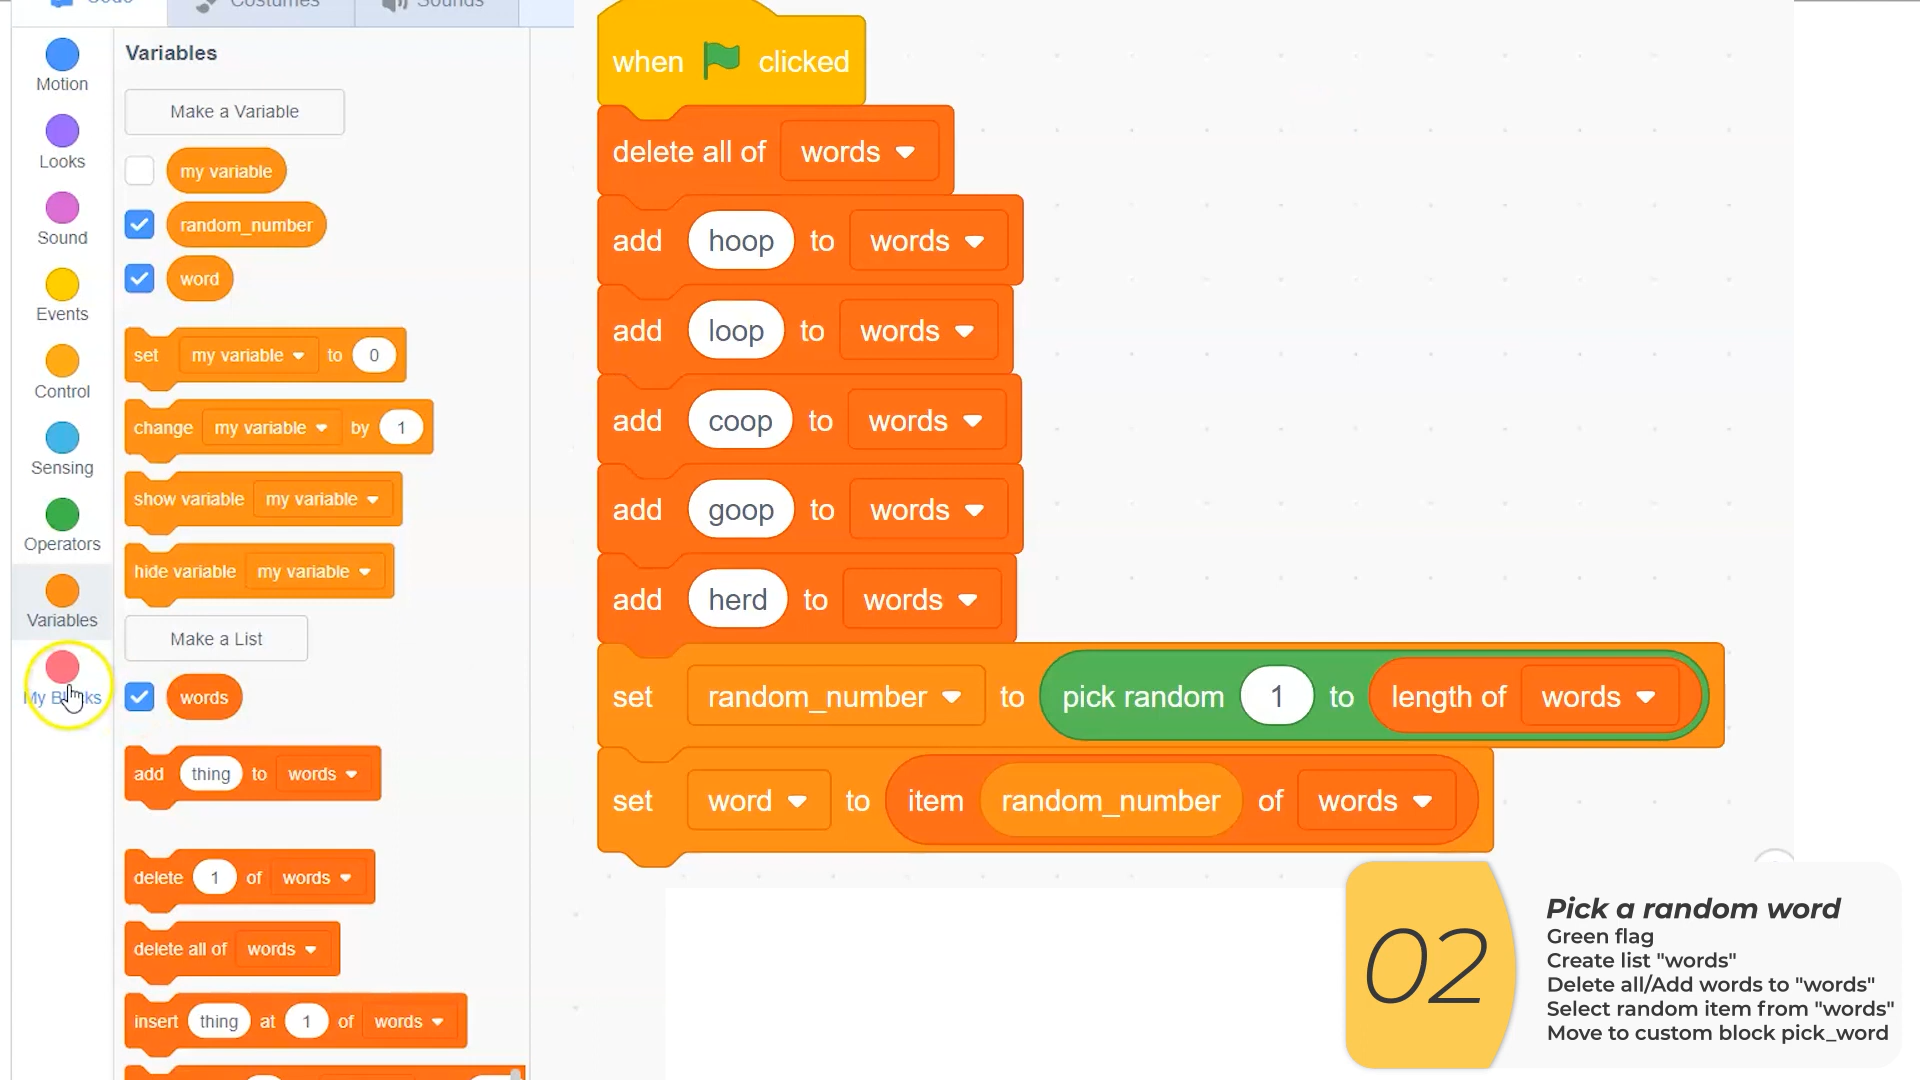 Code
Costumes
Sounds
Motion
Looks
Sound
Events
Control
Sensing
Operators
Variables
My Blocks
Variables
Make a Variable
my variable
random_number
word
set my variable to 0
change my variable by 1
show variable my variable
hide variable my variable
Make a List
words
add thing to words
delete 1 of words
delete all of words
insert thing at 1 of words
when clicked
delete all of words
add hoop to words
add loop to words
add coop to words
add goop to words
add herd to words
set random_number to pick random 1 to length of words
set word to item random_number of words
02
Pick a random word
Green flag
Create list "words"
Delete all/Add words to "words"
Select random item from "words"
Move to custom block pick_word